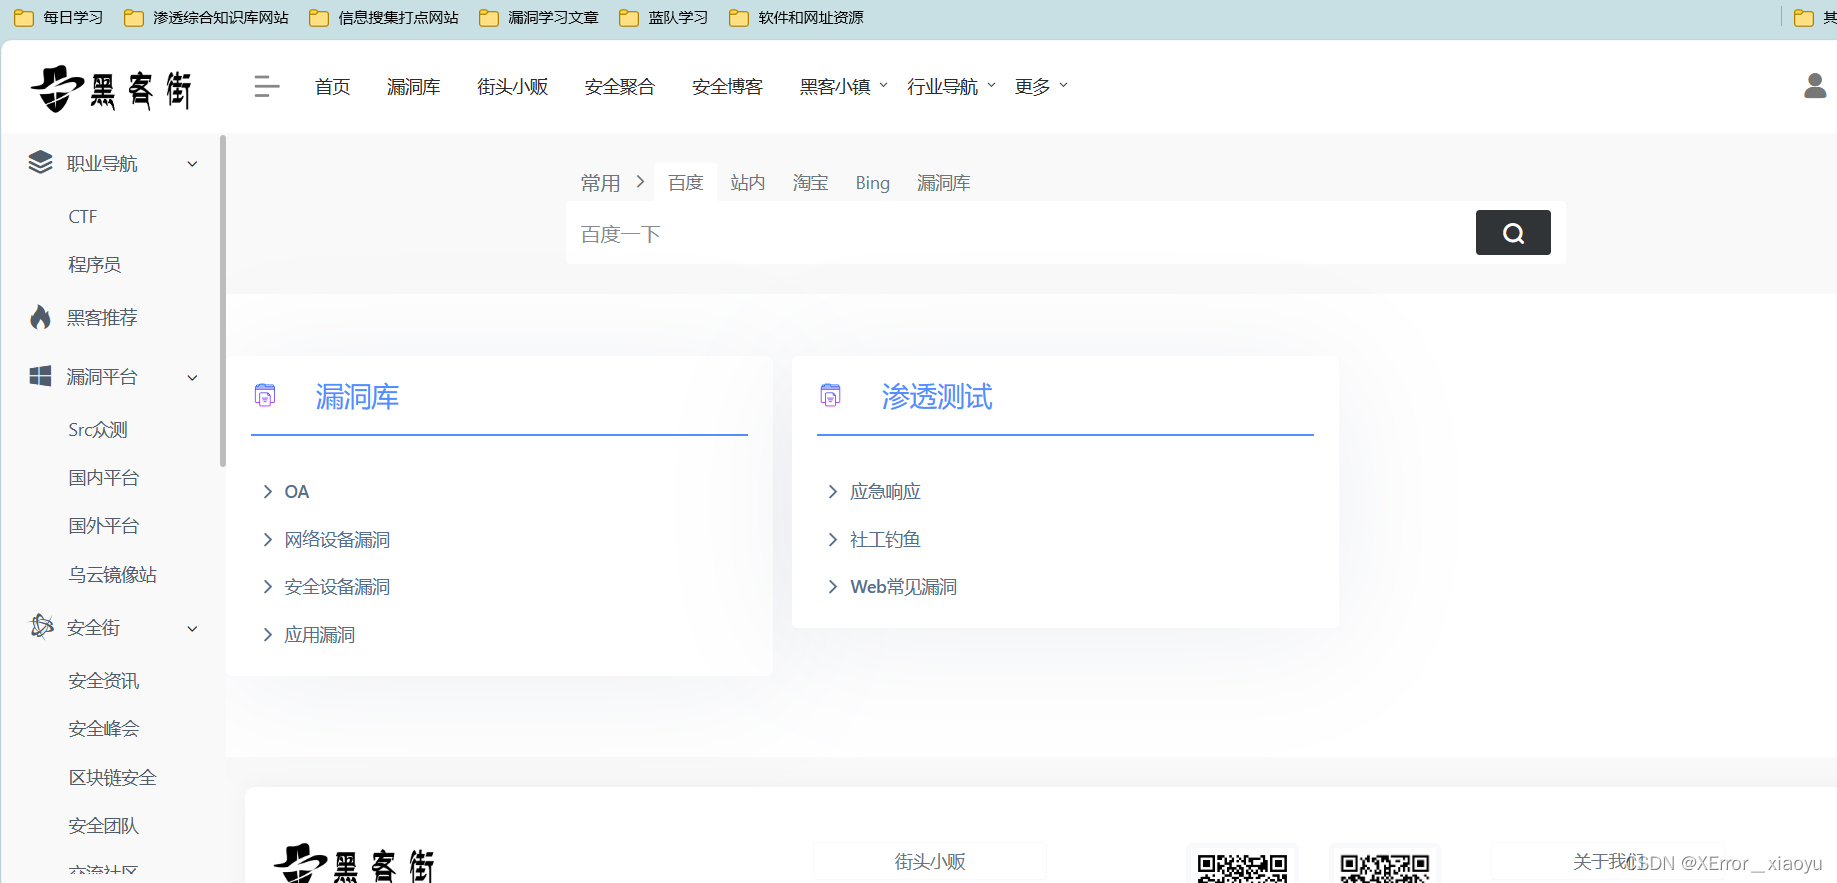 每日学习 渗透综合知识库网站 信息搜集打点网站 漏洞学习文章 蓝队学习 软件和网址资源 其
黑客街 首页 漏洞库 街头小贩 安全聚合 安全博客 黑客小镇 行业导航 更多
职业导航
CTF
程序员
黑客推荐
漏洞平台
Src众测
国内平台
国外平台
乌云镜像站
安全街
安全资讯
安全峰会
区块链安全
安全团队
交流社区
常用 百度 站内 淘宝 Bing 漏洞库
百度一下
漏洞库
OA
网络设备漏洞
安全设备漏洞
应用漏洞
渗透测试
应急响应
社工钓鱼
Web常见漏洞
黑客街 街头小贩 关于我们
CSDN @XError__xiaoyu